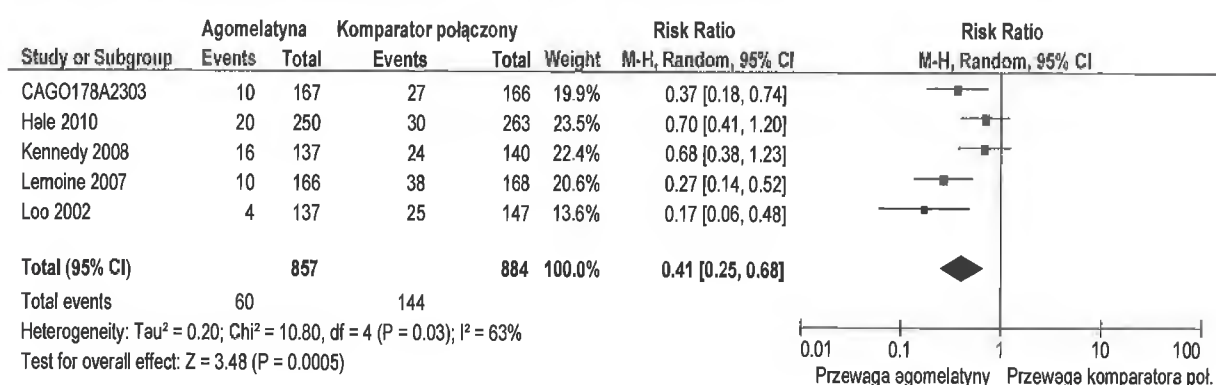 Agomelatyna Komparator połączony Risk Ratio Risk Ratio
Study or Subgroup Events Total Events Total Weight M-H, Random, 95% CI M-H, Random, 95% CI
CAGO178A2303 10 167 27 166 19.9% 0.37 [0.18, 0.74]
Hale 2010 20 250 30 263 23.5% 0.70 [0.41, 1.20]
Kennedy 2008 16 137 24 140 22.4% 0.68 [0.38, 1.23]
Lemoine 2007 10 166 38 168 20.6% 0.27 [0.14, 0.52]
Loo 2002 4 137 25 147 13.6% 0.17 [0.06, 0.48]
Total (95% CI) 857 884 100.0% 0.41 [0.25, 0.68]
Total events 60 144
Heterogeneity: Tau² = 0.20; Chi² = 10.80, df = 4 (P = 0.03); I² = 63%
Test for overall effect: Z = 3.48 (P = 0.0005)
0.01 0.1 1 10 100
Przewaga agomelatyny Przewaga komparatora poł.